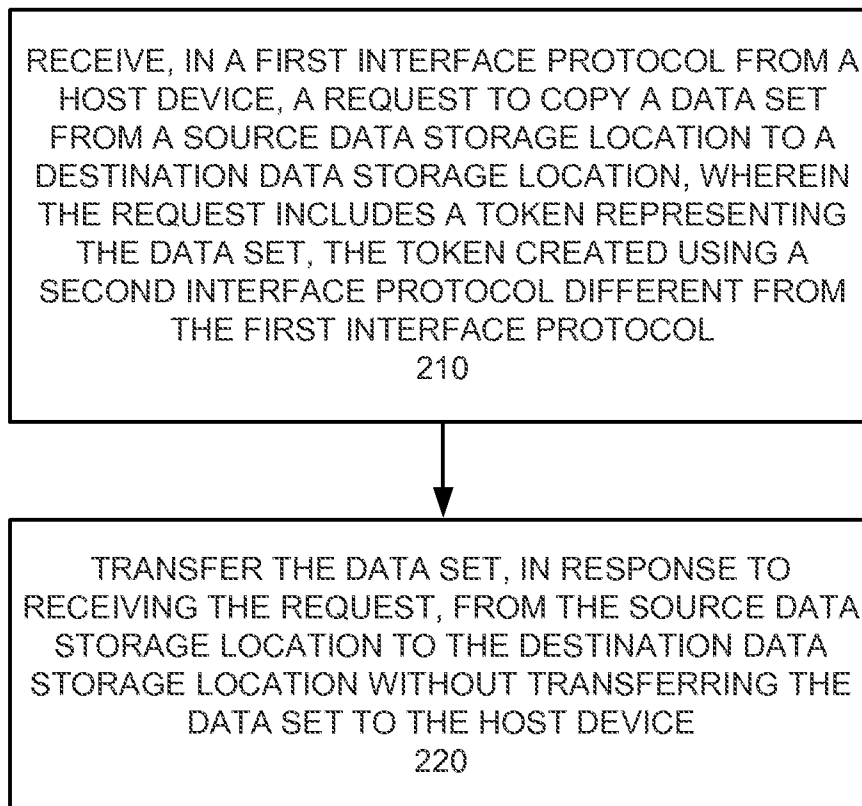 RECEIVE, IN A FIRST INTERFACE PROTOCOL FROM A
HOST DEVICE, A REQUEST TO COPY A DATA SET
FROM A SOURCE DATA STORAGE LOCATION TO A
DESTINATION DATA STORAGE LOCATION, WHEREIN
THE REQUEST INCLUDES A TOKEN REPRESENTING
THE DATA SET, THE TOKEN CREATED USING A
SECOND INTERFACE PROTOCOL DIFFERENT FROM
THE FIRST INTERFACE PROTOCOL
210
TRANSFER THE DATA SET, IN RESPONSE TO
RECEIVING THE REQUEST, FROM THE SOURCE DATA
STORAGE LOCATION TO THE DESTINATION DATA
STORAGE LOCATION WITHOUT TRANSFERRING THE
DATA SET TO THE HOST DEVICE
220